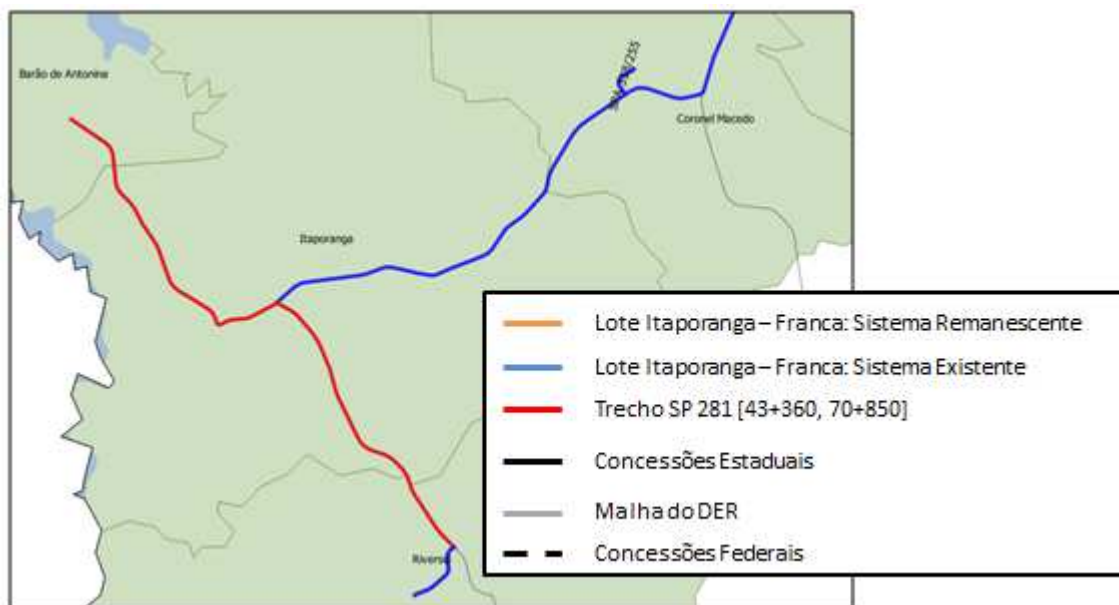 Barão de Antonina
Coronel Macedo
Itaporanga
Lote Itaporanga – Franca: Sistema Remanescente
Lote Itaporanga – Franca: Sistema Existente
Trecho SP 281 [43+360, 70+850]
Concessões Estaduais
Malha do DER
Concessões Federais